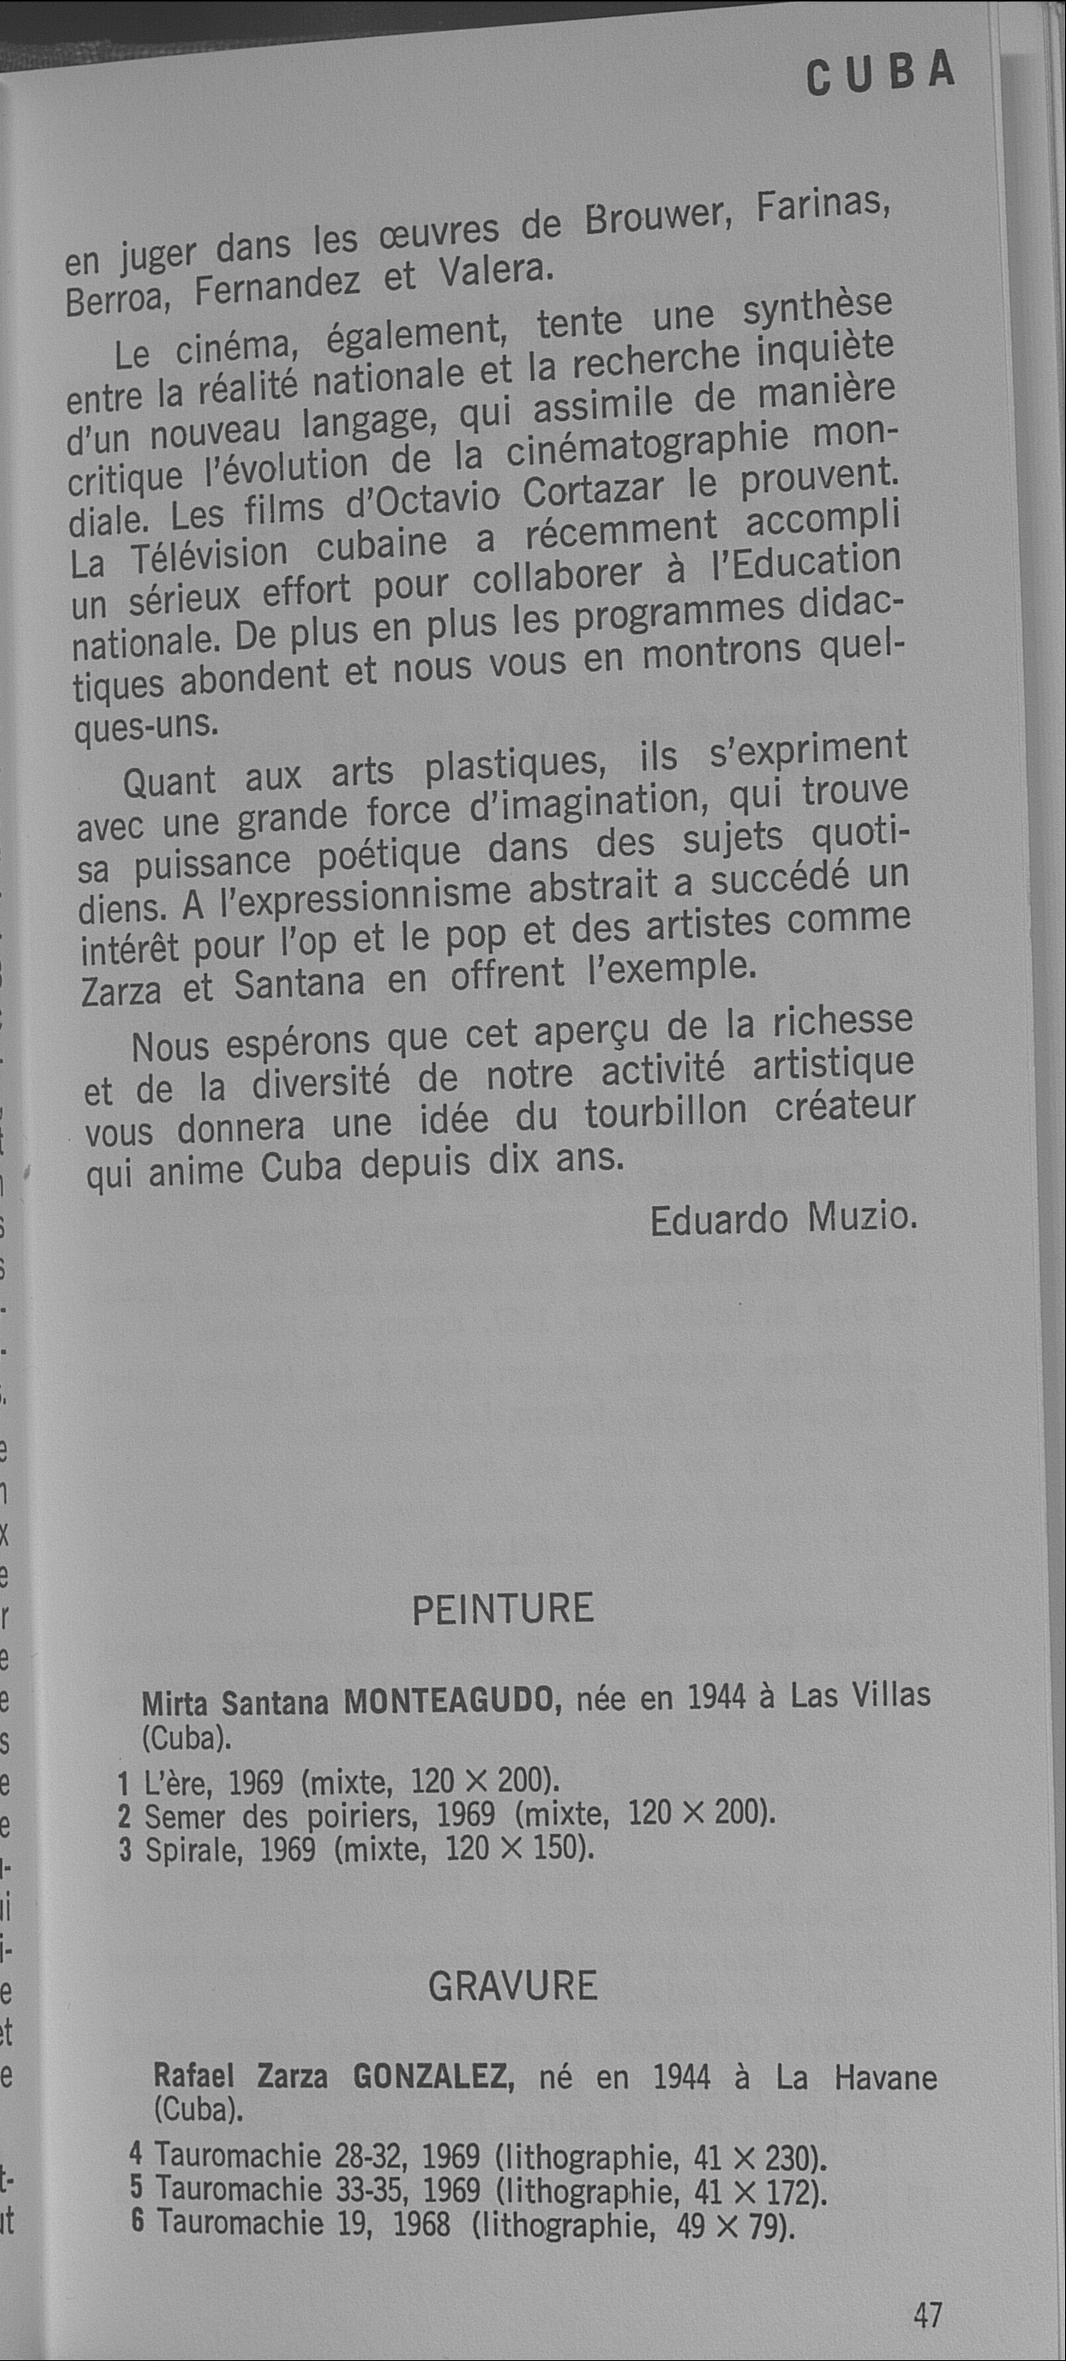 CUBA
en juger dans les œuvres de Brouwer, Farinas,
Berroa, Fernandez et Valera.
Le cinéma, également, tente une synthèse
entre la réalité nationale et la recherche inquiète
d'un nouveau langage, qui assimile de manière
critique l'évolution de la cinématographie mon-
diale. Les films d'Octavio Cortazar le prouvent.
La Télévision cubaine a récemment accompli
un sérieux effort pour collaborer à l'Education
nationale. De plus en plus les programmes didac-
tiques abondent et nous vous en montrons quel-
ques-uns.
Quant aux arts plastiques, ils s'expriment
avec une grande force d'imagination, qui trouve
sa puissance poétique dans des sujets quoti-
diens. A l'expressionnisme abstrait a succédé un
intérêt pour l'op et le pop et des artistes comme
Zarza et Santana en offrent l'exemple.
Nous espérons que cet aperçu de la richesse
et de la diversité de notre activité artistique
vous donnera une idée du tourbillon créateur
qui anime Cuba depuis dix ans.
Eduardo Muzio.
PEINTURE
Mirta Santana MONTEAGUDO, née en 1944 à Las Villas
(Cuba).
1 L'ère, 1969 (mixte, 120 × 200).
2 Semer des poiriers, 1969 (mixte, 120 × 200).
3 Spirale, 1969 (mixte, 120 × 150).
GRAVURE
Rafael Zarza GONZALEZ, né en 1944 à La Havane
(Cuba).
4 Tauromachie 28-32, 1969 (lithographie, 41 × 230).
5 Tauromachie 33-35, 1969 (lithographie, 41 × 172).
6 Tauromachie 19, 1968 (lithographie, 49 × 79).
47